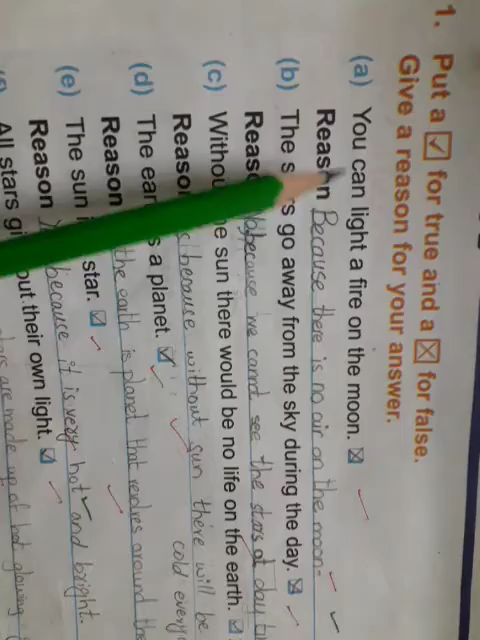 1. Put a ☑ for true and a ☒ for false.
Give a reason for your answer.
(a) You can light a fire on the moon. ☒
Reason Because there is no air on the moon-
(b) The s rs go away from the sky during the day. ☒
Reaso because we cannt see the stars at day
(c) Withou he sun there would be no life on the earth. ☑
Reason because without sun there will be
cold every
(d) The ear s a planet. ☑
Reason the earth is planet that revolves around the
(e) The sun star. ☑
Reason because it is very hot and bright.
All stars gi out their own light. ☑
are made up of hot glowing